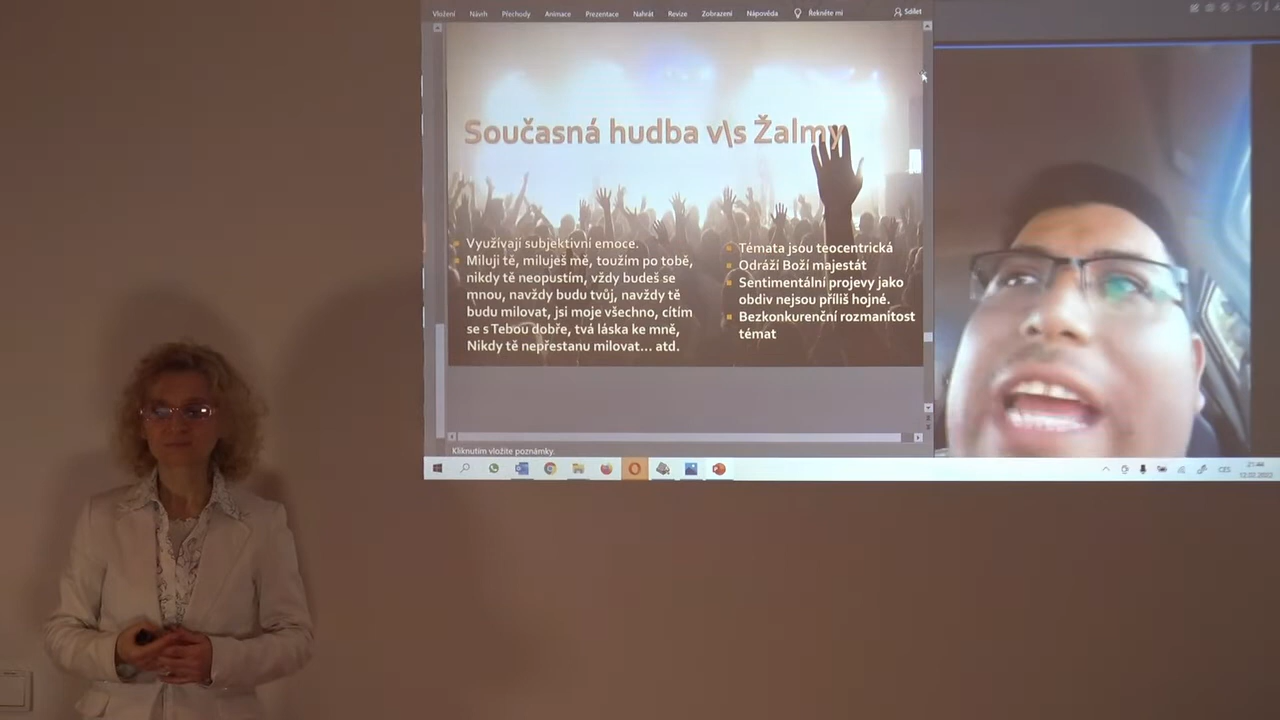 Vložení Návrh Přechody Animace Prezentace Nahrát Revize Zobrazení Nápověda Řekněte mi Sdílet
Současná hudba v\s Žalmy
Využívají subjektivní emoce.
Miluji tě, miluješ mě, toužím po tobě,
nikdy tě neopustím, vždy budeš se
mnou, navždy budu tvůj, navždy tě
budu milovat, jsi moje všechno, cítím
se s Tebou dobře, tvá láska ke mně,
Nikdy tě nepřestanu milovat... atd.
Témata jsou teocentrická
Odráží Boží majestát
Sentimentální projevy jako
obdiv nejsou příliš hojné.
Bezkonkurenční rozmanitost
témat
Kliknutím vložíte poznámky.
CES